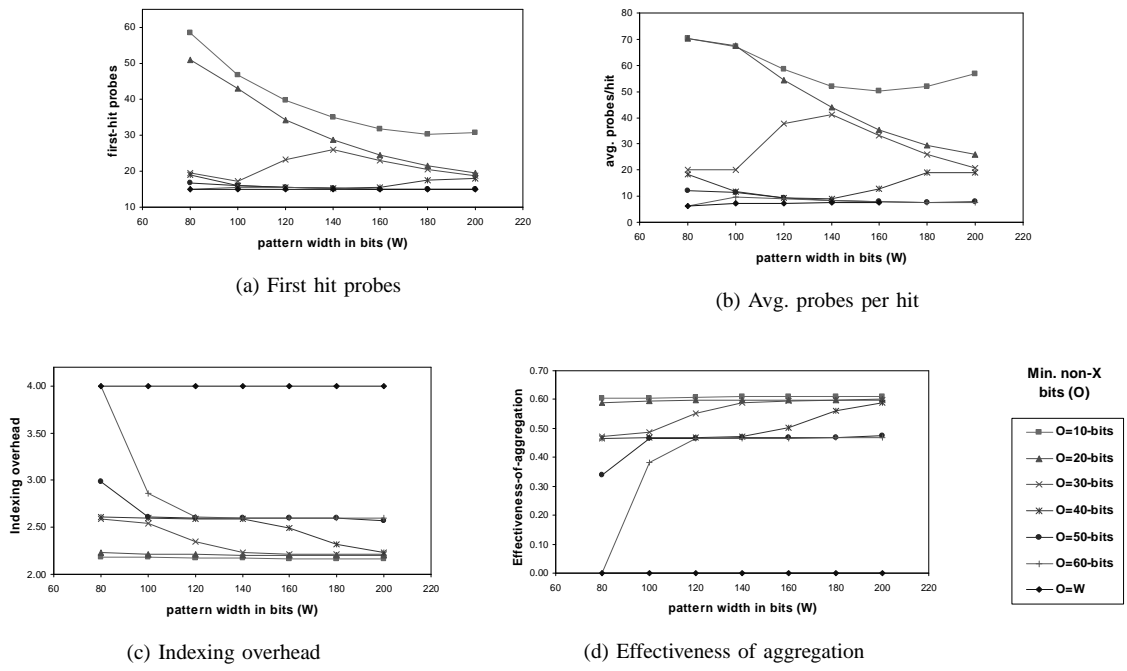 60
50
40
30
20
10
first-hit probes
60 80 100 120 140 160 180 200 220
pattern width in bits (W)
(a) First hit probes
80
70
60
50
40
30
20
10
0
avg. probes/hit
60 80 100 120 140 160 180 200 220
pattern width in bits (W)
(b) Avg. probes per hit
4.00
3.50
3.00
2.50
2.00
Indexing overhead
60 80 100 120 140 160 180 200 220
pattern width in bits (W)
(c) Indexing overhead
0.70
0.60
0.50
0.40
0.30
0.20
0.10
0.00
Effectiveness-of-aggregation
60 80 100 120 140 160 180 200 220
pattern width in bits (W)
(d) Effectiveness of aggregation
Min. non-X
bits (O)
O=10-bits
O=20-bits
O=30-bits
O=40-bits
O=50-bits
O=60-bits
O=W